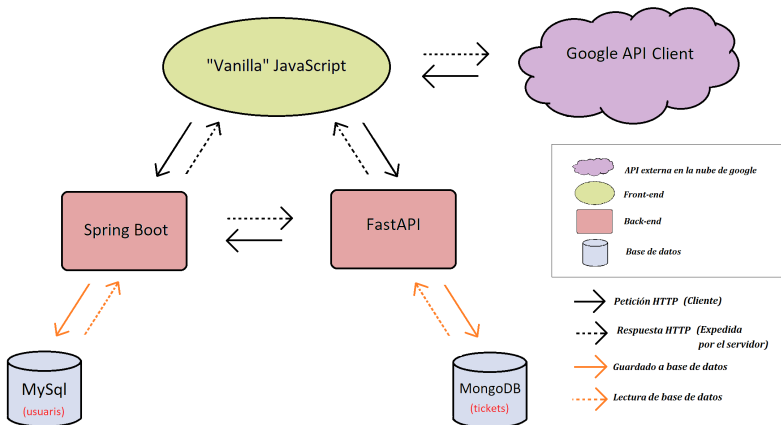 "Vanilla" JavaScript
Google API Client
Spring Boot
FastAPI
MySql
(usuaris)
MongoDB
(tickets)
API externa en la nube de google
Front-end
Back-end
Base de datos
Petición HTTP (Cliente)
Respuesta HTTP (Expedida
por el servidor)
Guardado a base de datos
Lectura de base de datos